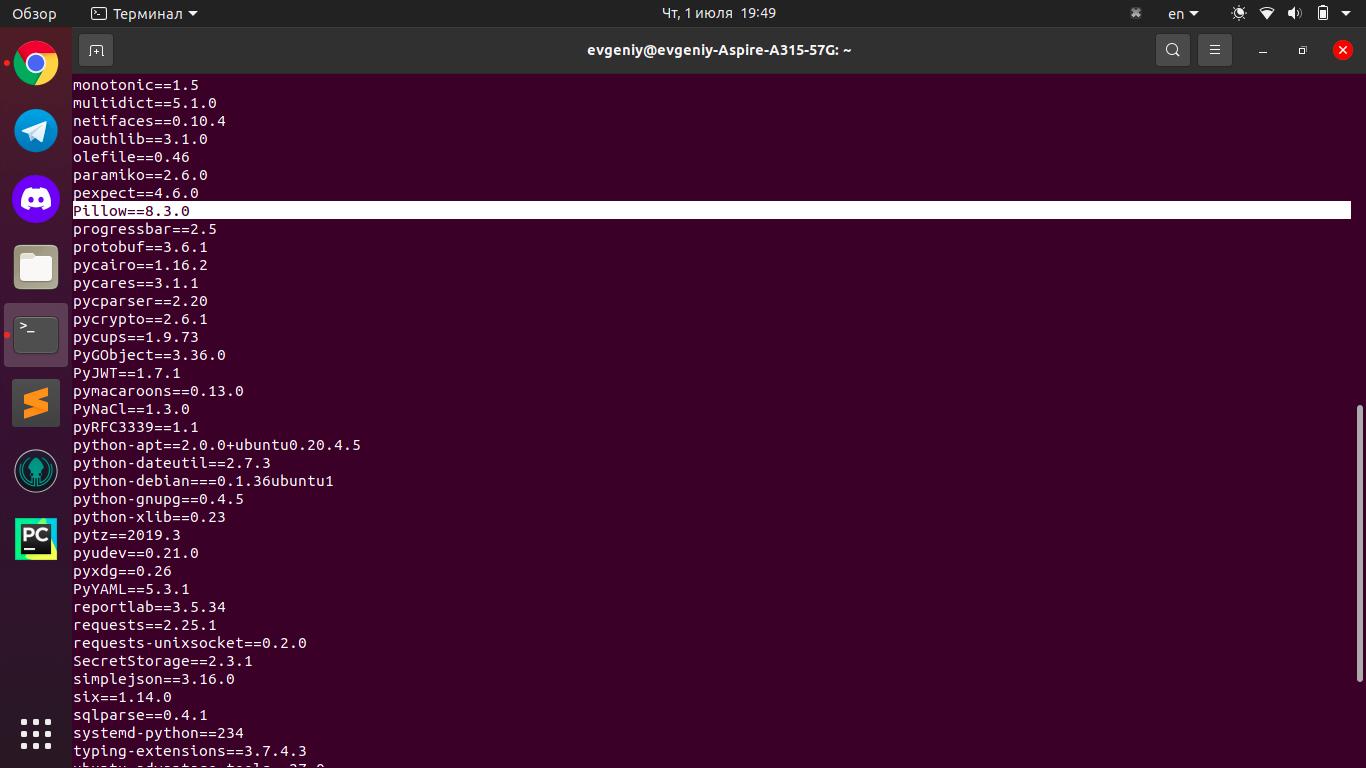 Обзор
Терминал
Чт, 1 июля 19:49
en
evgeniy@evgeniy-Aspire-A315-57G: ~
monotonic==1.5
multidict==5.1.0
netifaces==0.10.4
oauthlib==3.1.0
olefile==0.46
paramiko==2.6.0
pexpect==4.6.0
Pillow==8.3.0
progressbar==2.5
protobuf==3.6.1
pycairo==1.16.2
pycares==3.1.1
pycparser==2.20
pycrypto==2.6.1
pycups==1.9.73
PyGObject==3.36.0
PyJWT==1.7.1
pymacaroons==0.13.0
PyNaCl==1.3.0
pyRFC3339==1.1
python-apt==2.0.0+ubuntu0.20.4.5
python-dateutil==2.7.3
python-debian===0.1.36ubuntu1
python-gnupg==0.4.5
python-xlib==0.23
pytz==2019.3
pyudev==0.21.0
pyxdg==0.26
PyYAML==5.3.1
reportlab==3.5.34
requests==2.25.1
requests-unixsocket==0.2.0
SecretStorage==2.3.1
simplejson==3.16.0
six==1.14.0
sqlparse==0.4.1
systemd-python==234
typing-extensions==3.7.4.3
>_
PC